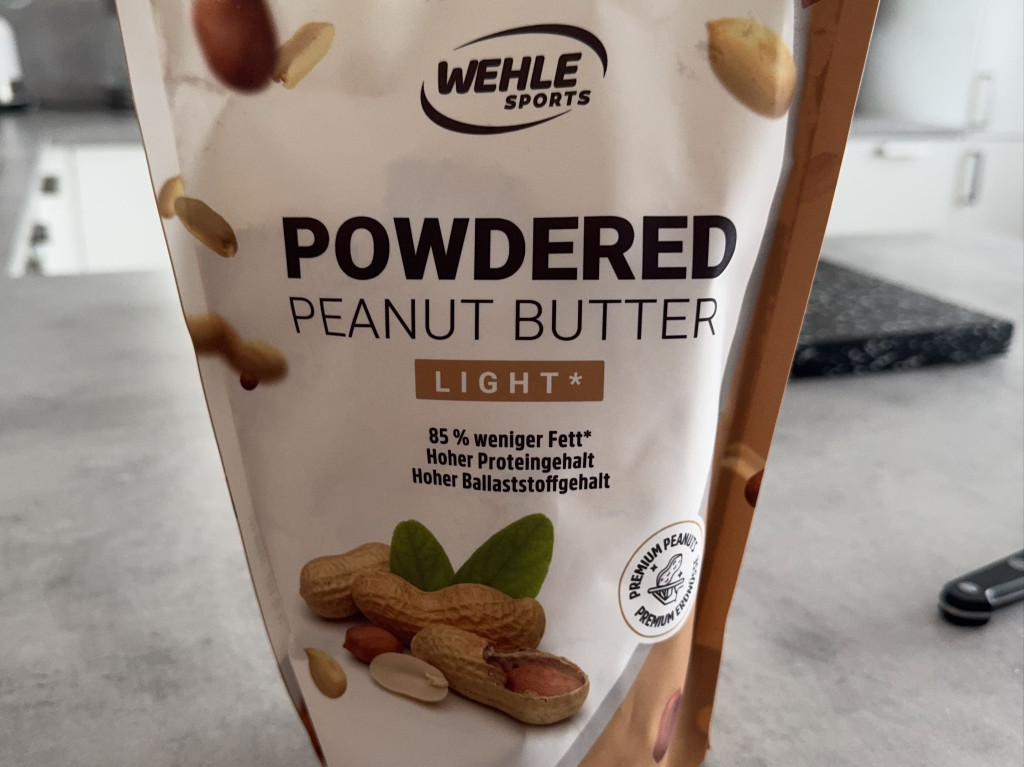 WEHLE
SPORTS
POWDERED
PEANUT BUTTER
LIGHT*
85 % weniger Fett*
Hoher Proteingehalt
Hoher Ballaststoffgehalt
PREMIUM PEANUTS
PREMIUM ERDNÜSSE